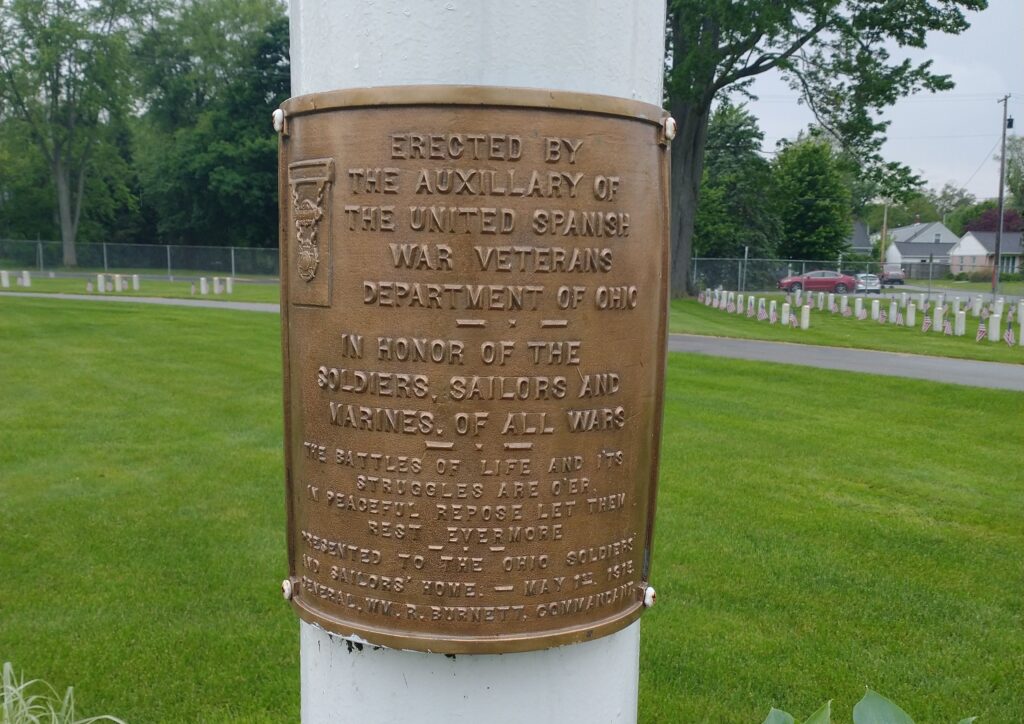 ERECTED BY
THE AUXILLARY OF
THE UNITED SPANISH
WAR VETERANS
DEPARTMENT OF OHIO
IN HONOR OF THE
SOLDIERS, SAILORS AND
MARINES, OF ALL WARS
THE BATTLES OF LIFE AND ITS
STRUGGLES ARE O'ER,
IN PEACEFUL REPOSE LET THEM
REST EVERMORE
PRESENTED TO THE OHIO SOLDIERS'
AND SAILORS' HOME. — MAY 1ST, 1915
GENERAL, WM. R. BURNETT, COMMANDANT